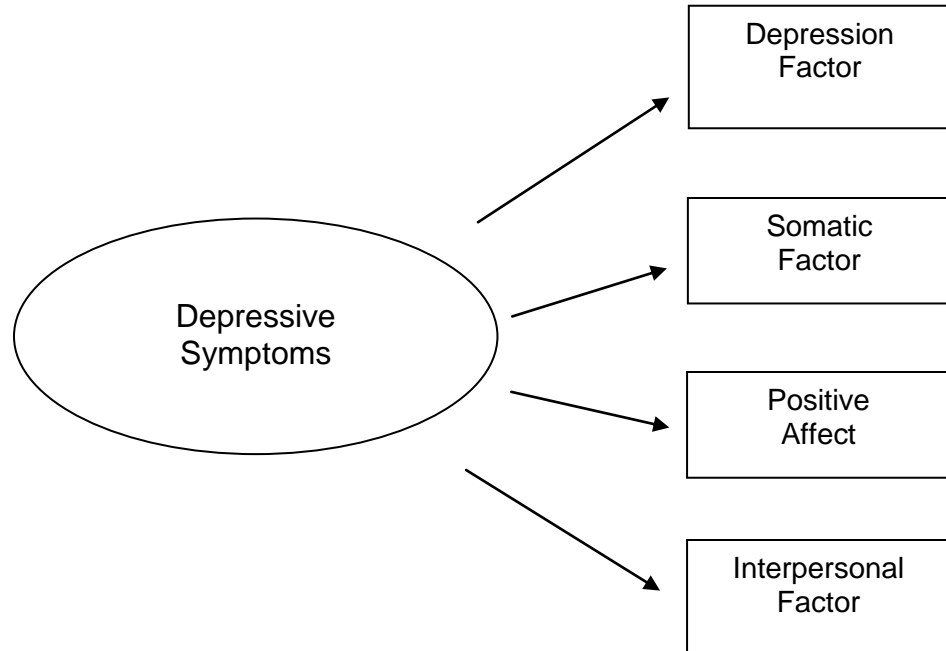 Depression
Factor
Somatic
Factor
Depressive
Symptoms
Positive
Affect
Interpersonal
Factor